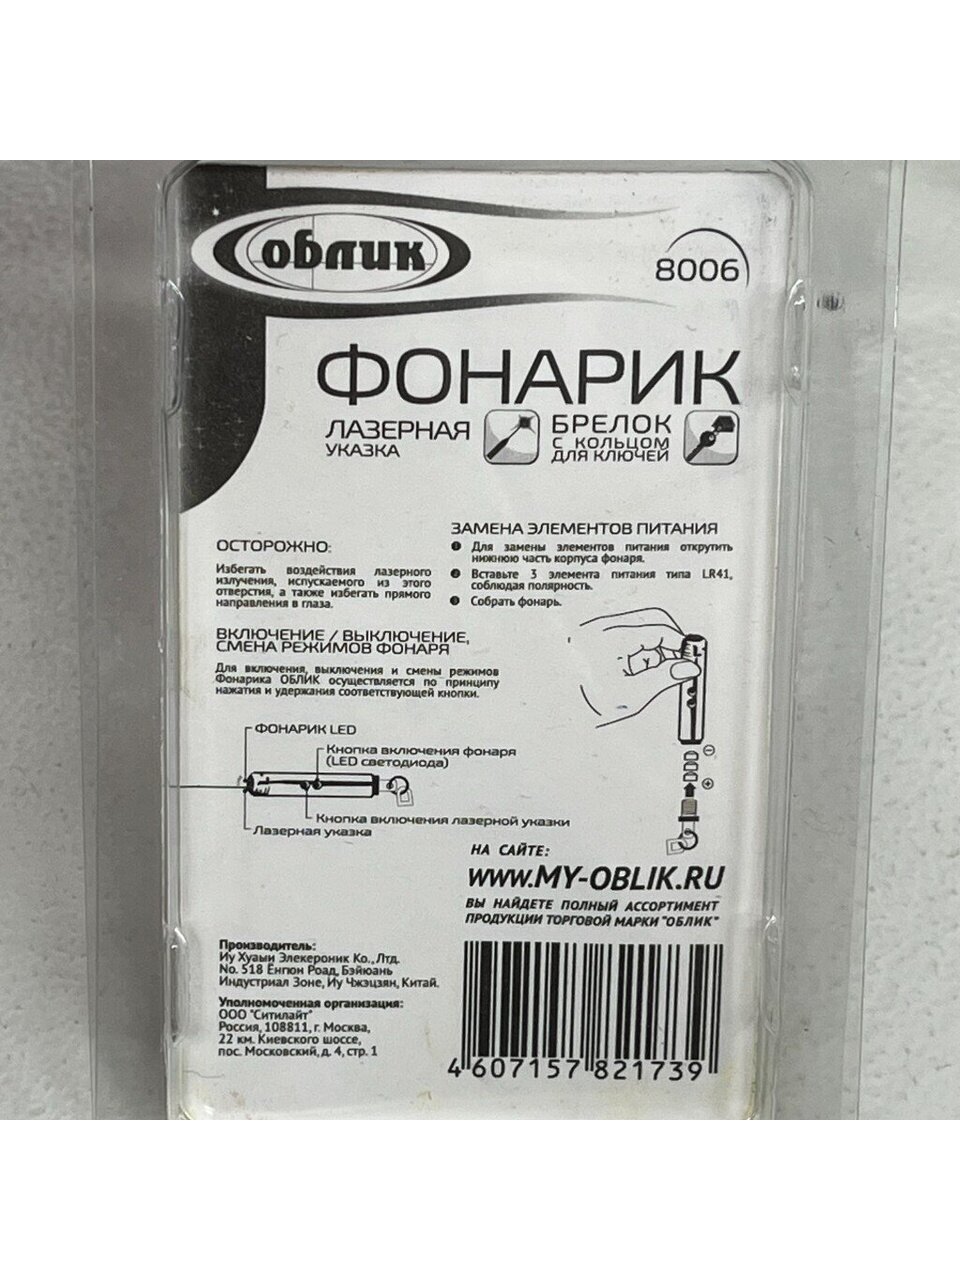 облик
8006
ФОНАРИК
ЛАЗЕРНАЯ
УКАЗКА
БРЕЛОК
С КОЛЬЦОМ
ДЛЯ КЛЮЧЕЙ
ОСТОРОЖНО:
Избегать воздействия лазерного
излучения, испускаемого из этого
отверстия, а также избегать прямого
направления в глаза.
ВКЛЮЧЕНИЕ / ВЫКЛЮЧЕНИЕ,
СМЕНА РЕЖИМОВ ФОНАРЯ
Для включения, выключения и смены режимов
Фонарика ОБЛИК осуществляется по принципу
нажатия и удержания соответствующей кнопки.
ЗАМЕНА ЭЛЕМЕНТОВ ПИТАНИЯ
1 Для замены элементов питания открутить
нижнюю часть корпуса фонаря.
2 Вставьте 3 элемента питания типа LR41,
соблюдая полярность.
3 Собрать фонарь.
ФОНАРИК LED
Кнопка включения фонаря
(LED светодиода)
Кнопка включения лазерной указки
Лазерная указка
НА САЙТЕ:
WWW.MY-OBLIK.RU
ВЫ НАЙДЕТЕ ПОЛНЫЙ АССОРТИМЕНТ
ПРОДУКЦИИ ТОРГОВОЙ МАРКИ "ОБЛИК"
Производитель:
Иу Хуаыи Элекероник Ко., Лтд.
No. 518 Енгюн Роад, Бэйюань
Индустриал Зоне, Иу Чжэцзян, Китай.
Уполномоченная организация:
ООО "Ситилайт"
Россия, 108811, г. Москва,
22 км. Киевского шоссе,
пос. Московский, д. 4, стр. 1
4 607157 821739